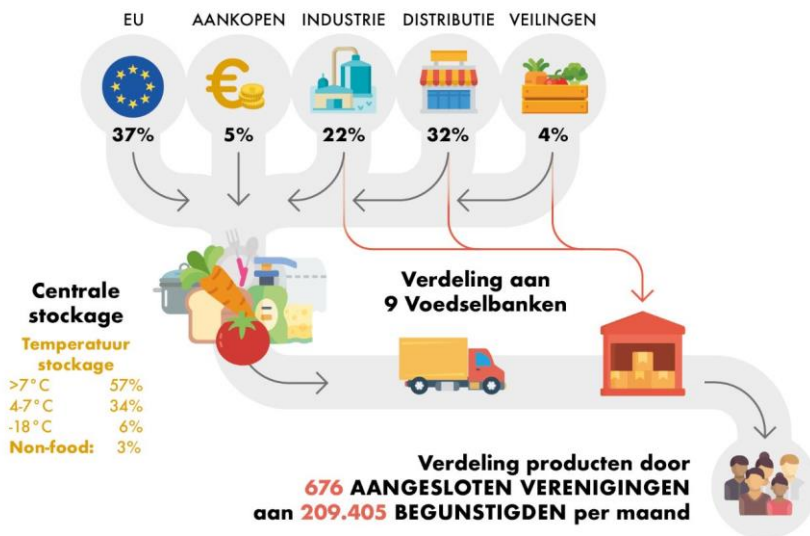 EU AANKOPEN INDUSTRIE DISTRIBUTIE VEILINGEN
37% 5% 22% 32% 4%
Centrale
stockage
Temperatuur
stockage
>7°C 57%
4-7°C 34%
-18°C 6%
Non-food: 3%
Verdeling aan
9 Voedselbanken
Verdeling producten door
676 AANGESLOTEN VERENIGINGEN
aan 209.405 BEGUNSTIGDEN per maand